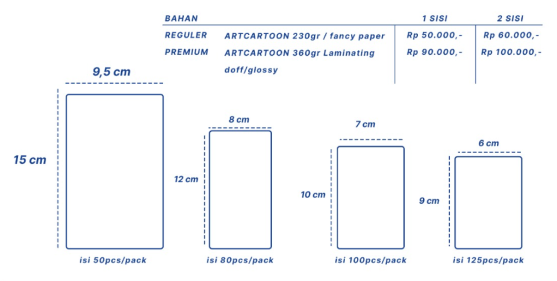 BAHAN 1 SISI 2 SISI
REGULER ARTCARTOON 230gr / fancy paper Rp 50.000,- Rp 60.000,-
PREMIUM ARTCARTOON 360gr Laminating Rp 90.000,- Rp 100.000,-
doff/glossy
9,5 cm
15 cm
isi 50pcs/pack
8 cm
12 cm
isi 80pcs/pack
7 cm
10 cm
isi 100pcs/pack
6 cm
9 cm
isi 125pcs/pack